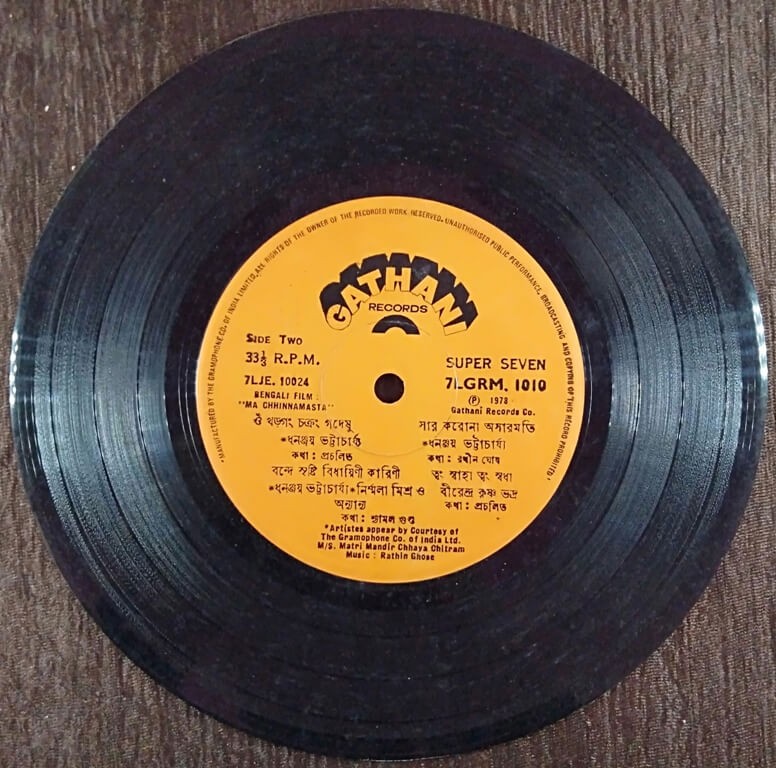 MANUFACTURED BY THE GRAMOPHONE CO. OF INDIA LIMITED. ALL RIGHTS OF THE OWNER OF THE RECORDED WORK RESERVED. UNAUTHORISED PUBLIC PERFORMANCE, BROADCASTING AND COPYING OF THIS RECORD PROHIBITED
GATHANI
RECORDS
SIDE TWO
33⅓ R.P.M.
7LJE. 10024
BENGALI FILM :
"MA CHHINNAMASTA"
SUPER SEVEN
7LGRM. 1010
Ⓟ 1978
Gathani Records Co.
ওঁ খড়্গং চক্রং গদেষু
*ধনঞ্জয় ভট্টাচার্য্য
কথা : প্রচলিত
বন্দে সৃষ্টি বিধায়িণী কারিণী
*ধনঞ্জয় ভট্টাচার্য্য*নির্ম্মলা মিশ্র ও
অন্যান্য
কথা : শ্যামল গুপ্ত
সার করোনা অসারমতি
*ধনঞ্জয় ভট্টাচার্য্য
কথা : রথীন ঘোষ
ত্বং স্বাহা ত্বং স্বধা
বীরেন্দ্র কৃষ্ণ ভদ্র
কথা : প্রচলিত
*Artistes appear by Courtesy of
The Gramophone Co. of India Ltd.
M/S. Matri Mandir Chhaya Chitram
Music : Rathin Ghose